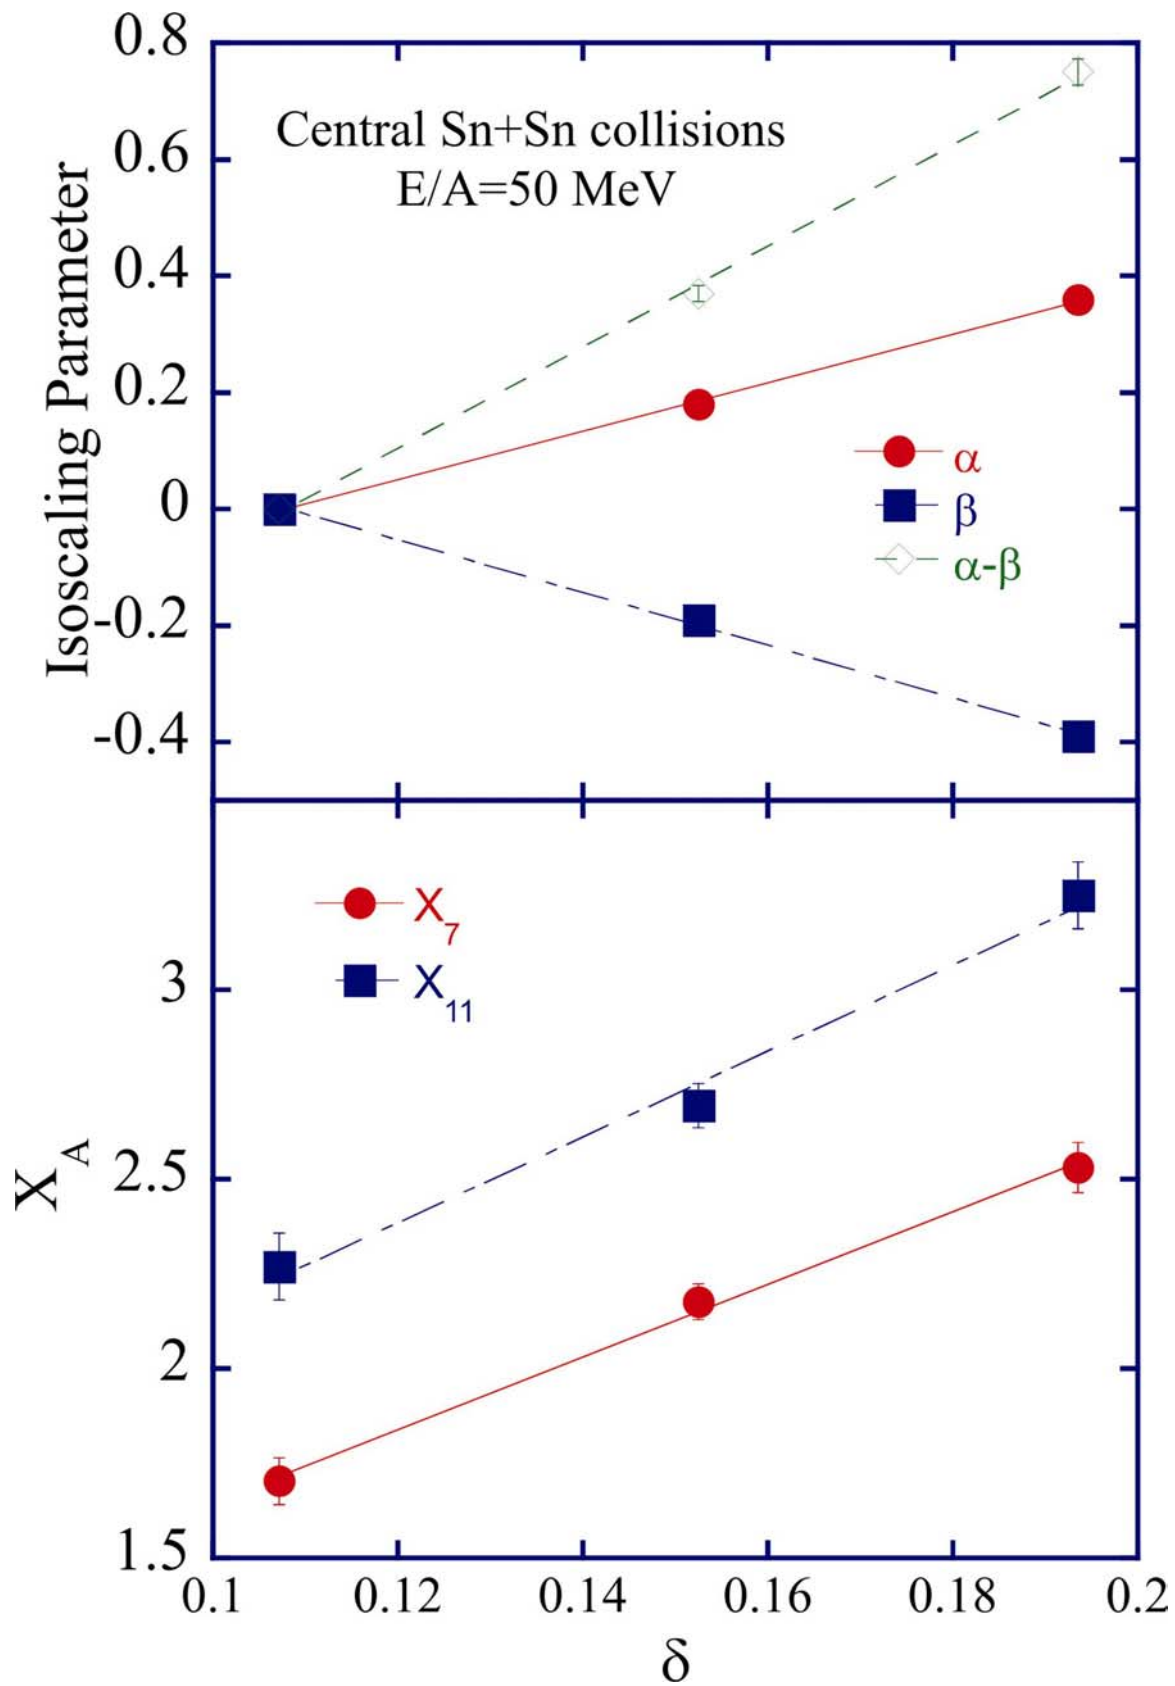 0.8
Central Sn+Sn collisions
E/A=50 MeV
0.6
0.4
0.2
0
-0.2
-0.4
Isoscaling Parameter
α
β
α-β
X7
X11
3
2.5
2
1.5
XA
0.1 0.12 0.14 0.16 0.18 0.2
δ